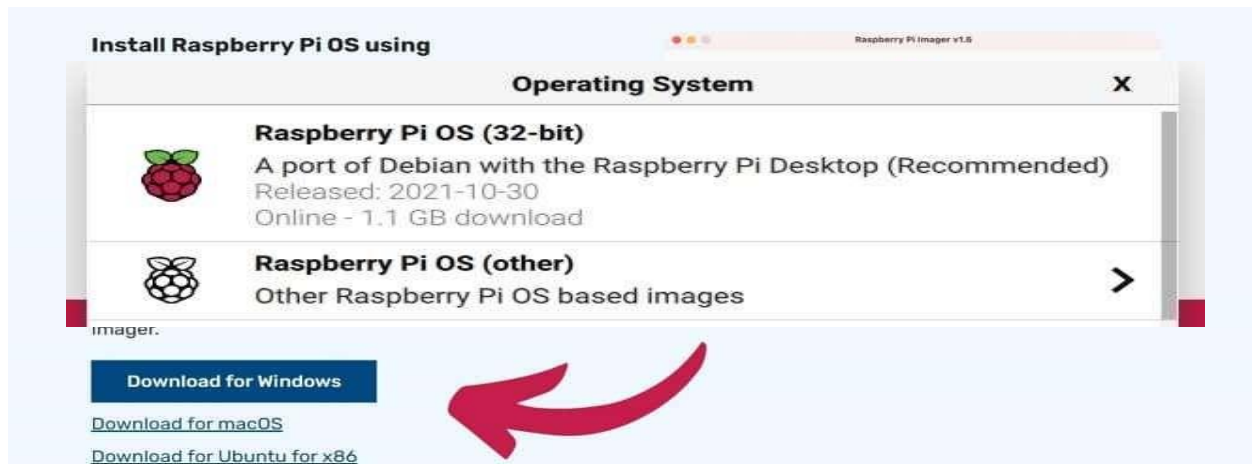 Install Raspberry Pi OS using
Raspberry Pi Imager v1.6
Operating System x
Raspberry Pi OS (32-bit)
A port of Debian with the Raspberry Pi Desktop (Recommended)
Released: 2021-10-30
Online - 1.1 GB download
Raspberry Pi OS (other)
Other Raspberry Pi OS based images
Imager.
Download for Windows
Download for macOS
Download for Ubuntu for x86